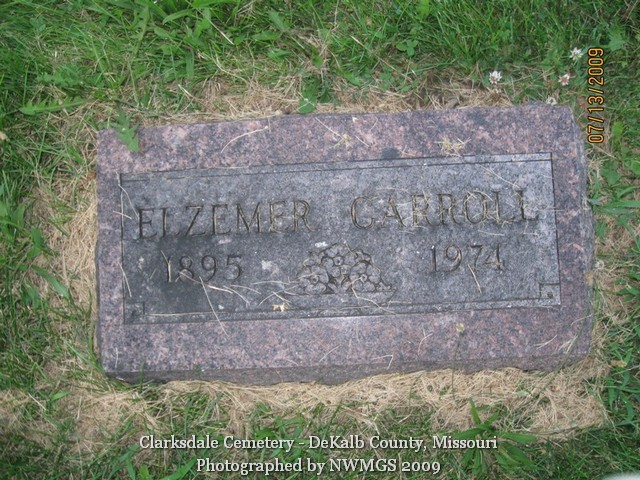 ELZEMER CARROLL
1895 1974
07/13/2009
Clarksdale Cemetery - DeKalb County, Missouri
Photographed by NWMGS 2009